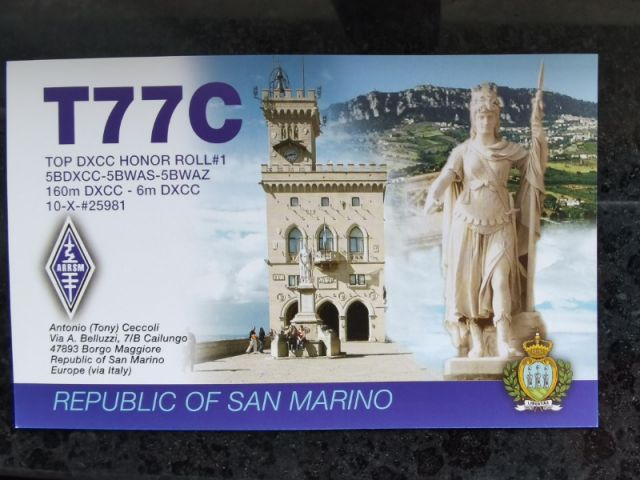 T77C
TOP DXCC HONOR ROLL#1
5BDXCC-5BWAS-5BWAZ
160m DXCC - 6m DXCC
10-X-#25981
ARRSM
Antonio (Tony) Ceccoli
Via A. Belluzzi, 7/B Cailungo
47893 Borgo Maggiore
Republic of San Marino
Europe (via Italy)
REPUBLIC OF SAN MARINO
LIBERTAS